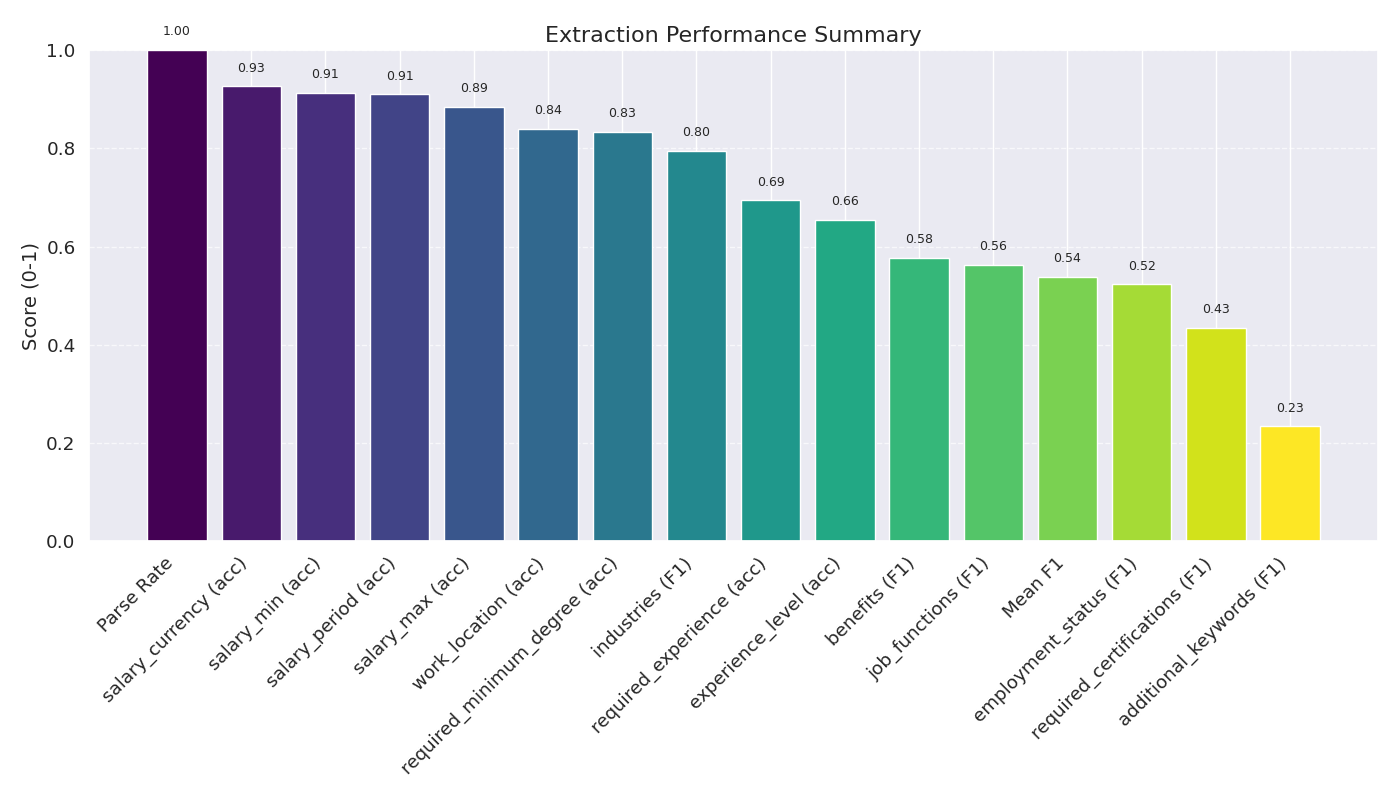 Extraction Performance Summary
Score (0-1)
1.0
0.8
0.6
0.4
0.2
0.0
1.00
0.93
0.91
0.91
0.89
0.84
0.83
0.80
0.69
0.66
0.58
0.56
0.54
0.52
0.43
0.23
Parse Rate
salary_currency (acc)
salary_min (acc)
salary_period (acc)
salary_max (acc)
work_location (acc)
required_minimum_degree (acc)
industries (F1)
required_experience (acc)
experience_level (acc)
benefits (F1)
job_functions (F1)
Mean F1
employment_status (F1)
required_certifications (F1)
additional_keywords (F1)